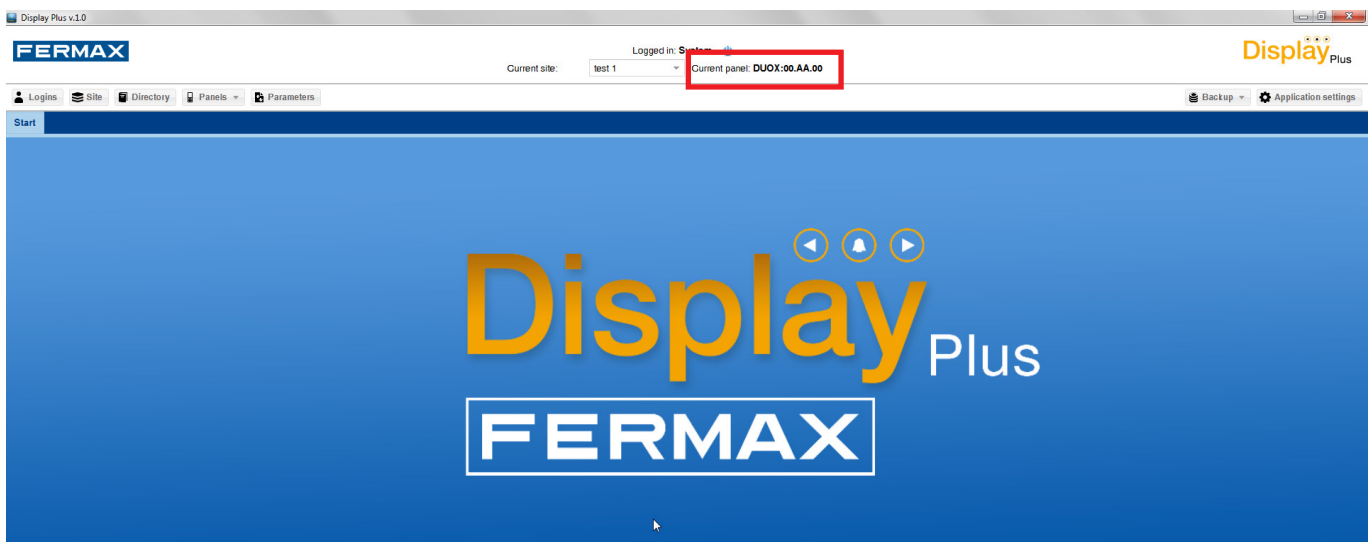 Display Plus v.1.0
FERMAX
Logged in: System
Current site: test 1 Current panel: DUOX:00.AA.00
Display Plus
Logins Site Directory Panels Parameters Backup Application settings
Start
Display Plus
FERMAX